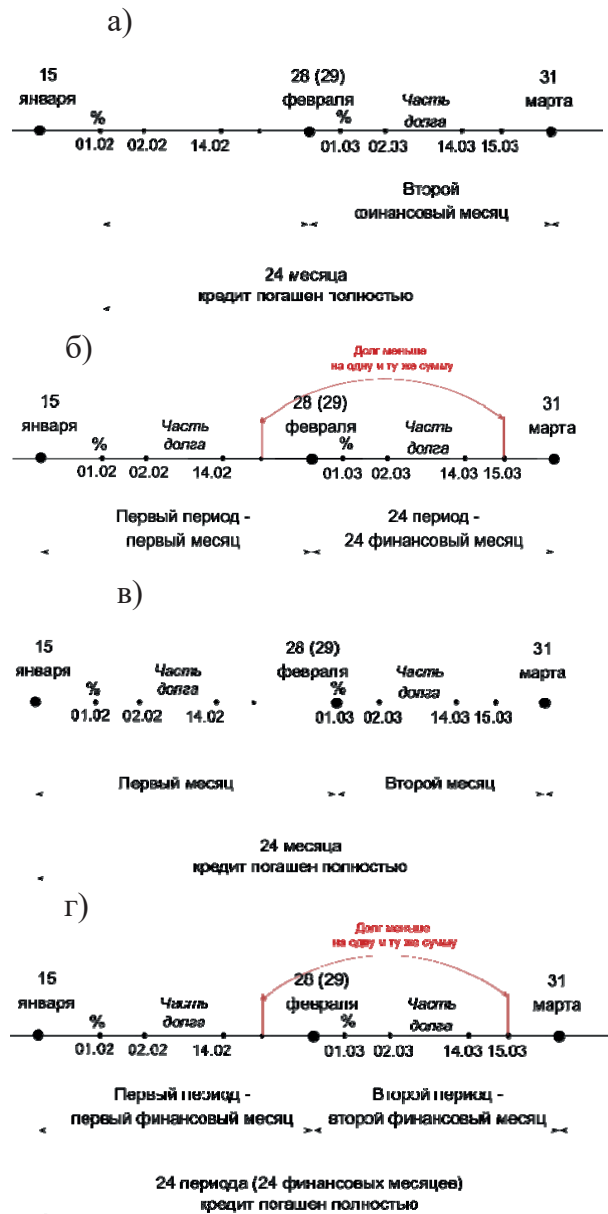 а)
15 января
28 (29) февраля
31 марта
%
%
Часть долга
01.02 02.02 14.02 01.03 02.03 14.03 15.03
Второй
финансовый месяц
24 месяца
кредит погашен полностью
б)
Долг меньше
на одну и ту же сумму
15 января
28 (29) февраля
31 марта
%
Часть долга
%
Часть долга
01.02 02.02 14.02 01.03 02.03 14.03 15.03
Первый период -
первый месяц
24 период -
24 финансовый месяц
в)
15 января
28 (29) февраля
31 марта
%
Часть долга
%
Часть долга
01.02 02.02 14.02 01.03 02.03 14.03 15.03
Первый месяц
Второй месяц
24 месяца
кредит погашен полностью
г)
Долг меньше
на одну и ту же сумму
15 января
28 (29) февраля
31 марта
%
Часть долга
%
Часть долга
01.02 02.02 14.02 01.03 02.03 14.03 15.03
Первый период -
первый финансовый месяц
Второй период -
второй финансовый месяц
24 периода (24 финансовых месяцев)
кредит погашен полностью